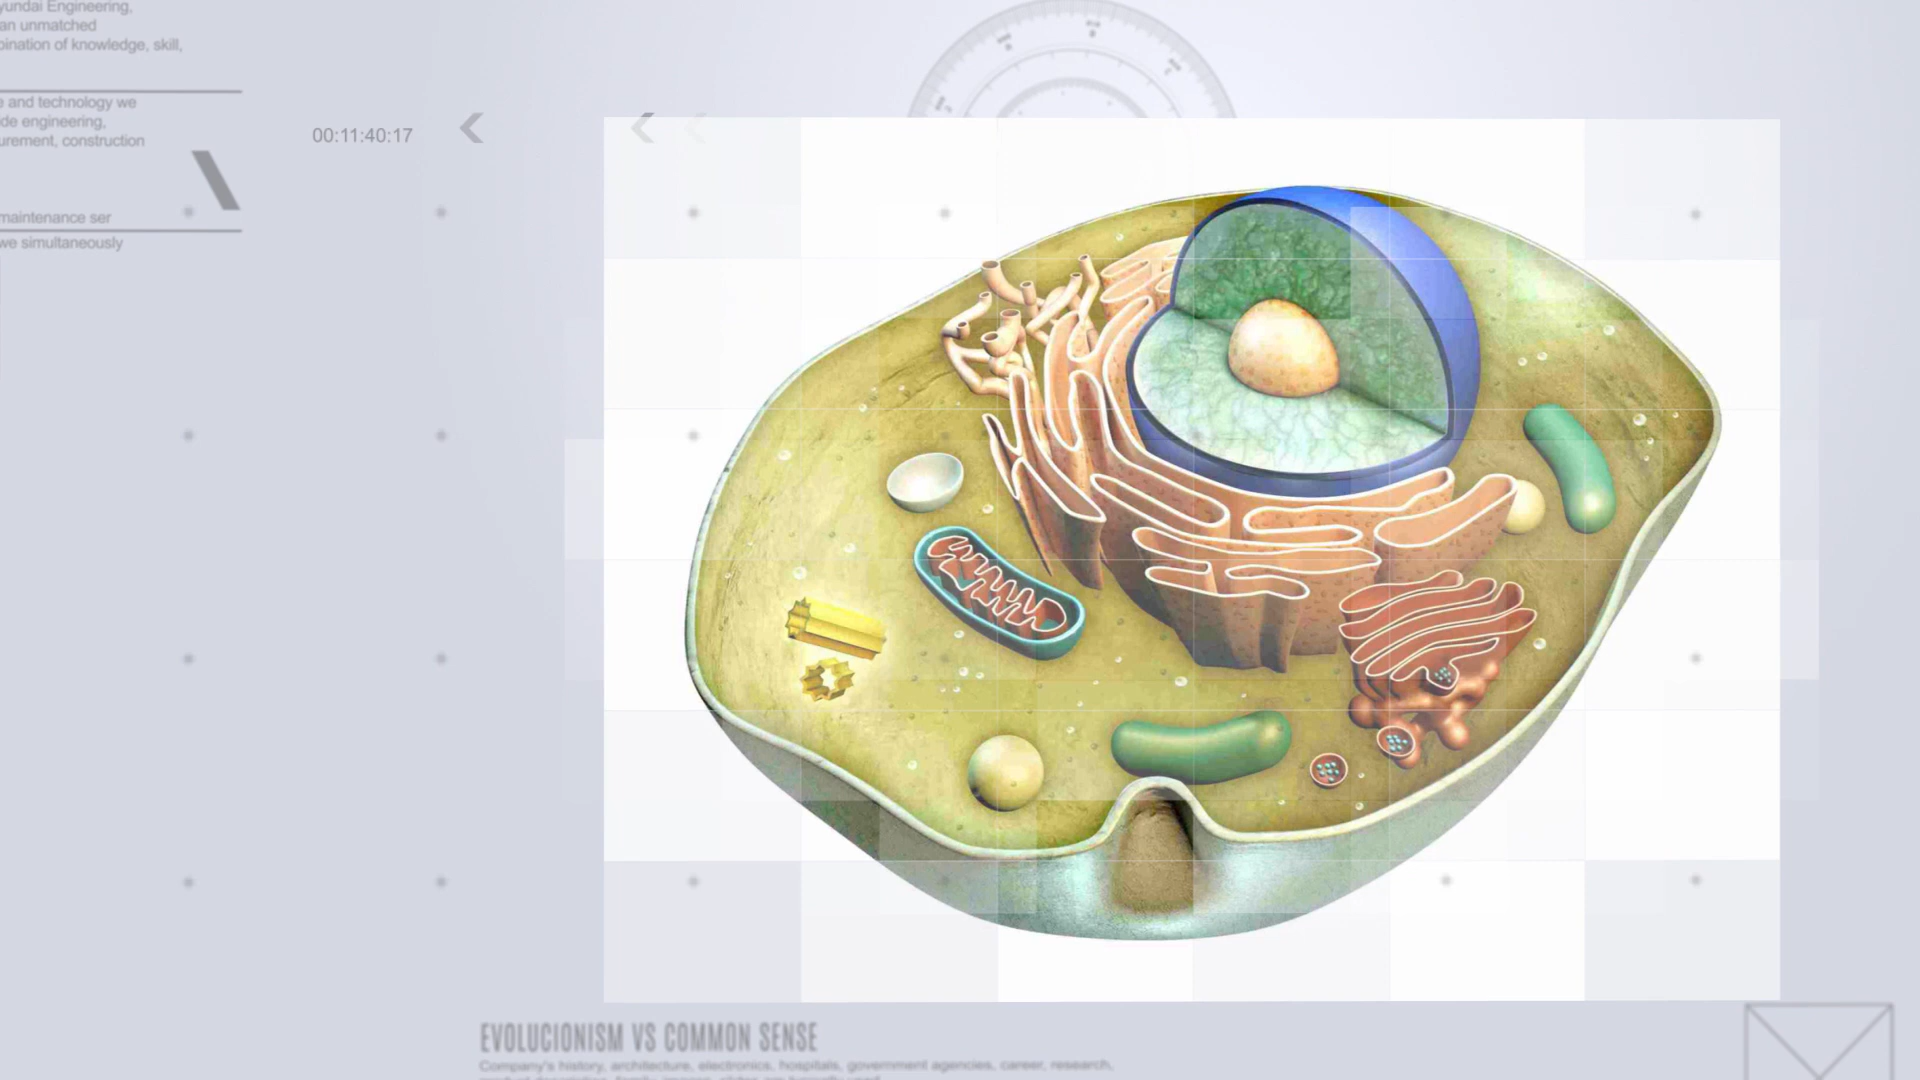 yundai Engineering,
an unmatched
bination of knowledge, skill,
e and technology we
de engineering,
urement, construction
maintenance ser
we simultaneously
00:11:40:17
EVOLUCIONISM VS COMMON SENSE
Company's history, architecture, electronics, hospitals, government agencies, career, research,